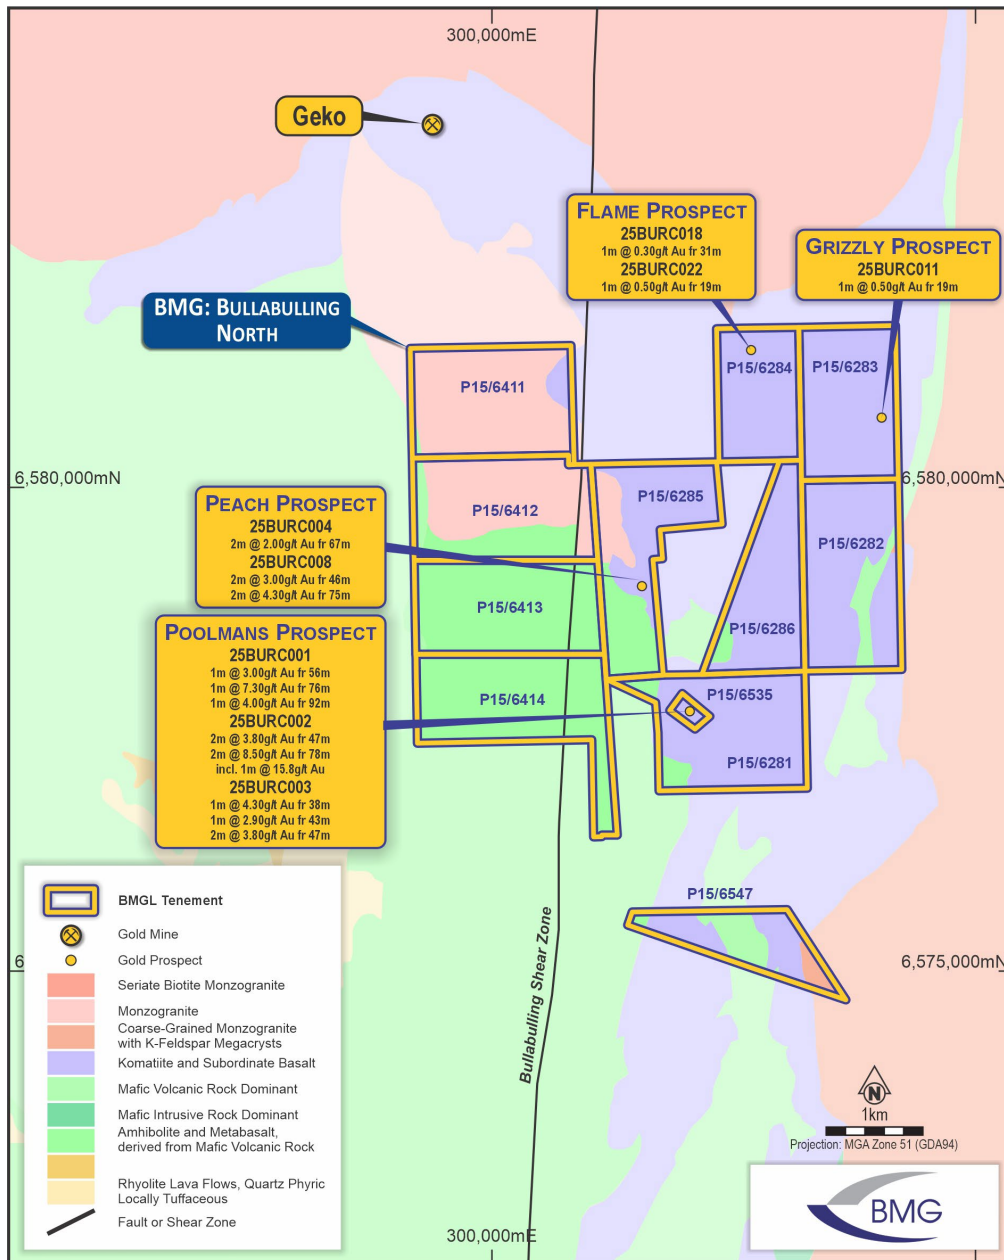 300,000mE
Geko
FLAME PROSPECT
25BURC018
1m @ 0.30g/t Au fr 31m
25BURC022
1m @ 0.50g/t Au fr 19m
GRIZZLY PROSPECT
25BURC011
1m @ 0.50g/t Au fr 19m
BMG: BULLABULLING
NORTH
P15/6411
P15/6284
P15/6283
6,580,000mN
6,580,000mN
P15/6412
P15/6285
P15/6282
PEACH PROSPECT
25BURC004
2m @ 2.00g/t Au fr 67m
25BURC008
2m @ 3.00g/t Au fr 46m
2m @ 4.30g/t Au fr 75m
P15/6413
P15/6286
POOLMANS PROSPECT
25BURC001
1m @ 3.00g/t Au fr 56m
1m @ 7.30g/t Au fr 76m
1m @ 4.00g/t Au fr 92m
25BURC002
2m @ 3.80g/t Au fr 47m
2m @ 8.50g/t Au fr 78m
incl. 1m @ 15.8g/t Au
25BURC003
1m @ 4.30g/t Au fr 38m
1m @ 2.90g/t Au fr 43m
2m @ 3.80g/t Au fr 47m
P15/6414
P15/6535
P15/6281
P15/6547
6,575,000mN
6
Bullabulling Shear Zone
BMGL Tenement
Gold Mine
Gold Prospect
Seriate Biotite Monzogranite
Monzogranite
Coarse-Grained Monzogranite
with K-Feldspar Megacrysts
Komatiite and Subordinate Basalt
Mafic Volcanic Rock Dominant
Mafic Intrusive Rock Dominant
Amhibolite and Metabasalt,
derived from Mafic Volcanic Rock
Rhyolite Lava Flows, Quartz Phyric
Locally Tuffaceous
Fault or Shear Zone
N
1km
Projection: MGA Zone 51 (GDA94)
BMG
300,000mE